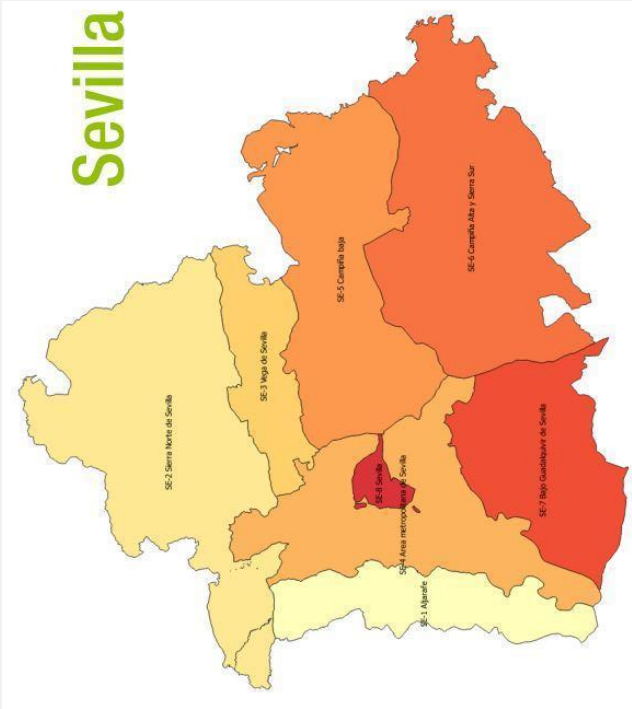 Sevilla
SE-2 Sierra Norte de Sevilla
SE-3 Vega de Sevilla
SE-5 Campiña baja
SE-6 Campiña Alta y Sierra Sur
SE-8 Sevilla
SE-4 Area metropolitana de Sevilla
SE-7 Bajo Guadalquivir de Sevilla
SE-1 Aljarafe